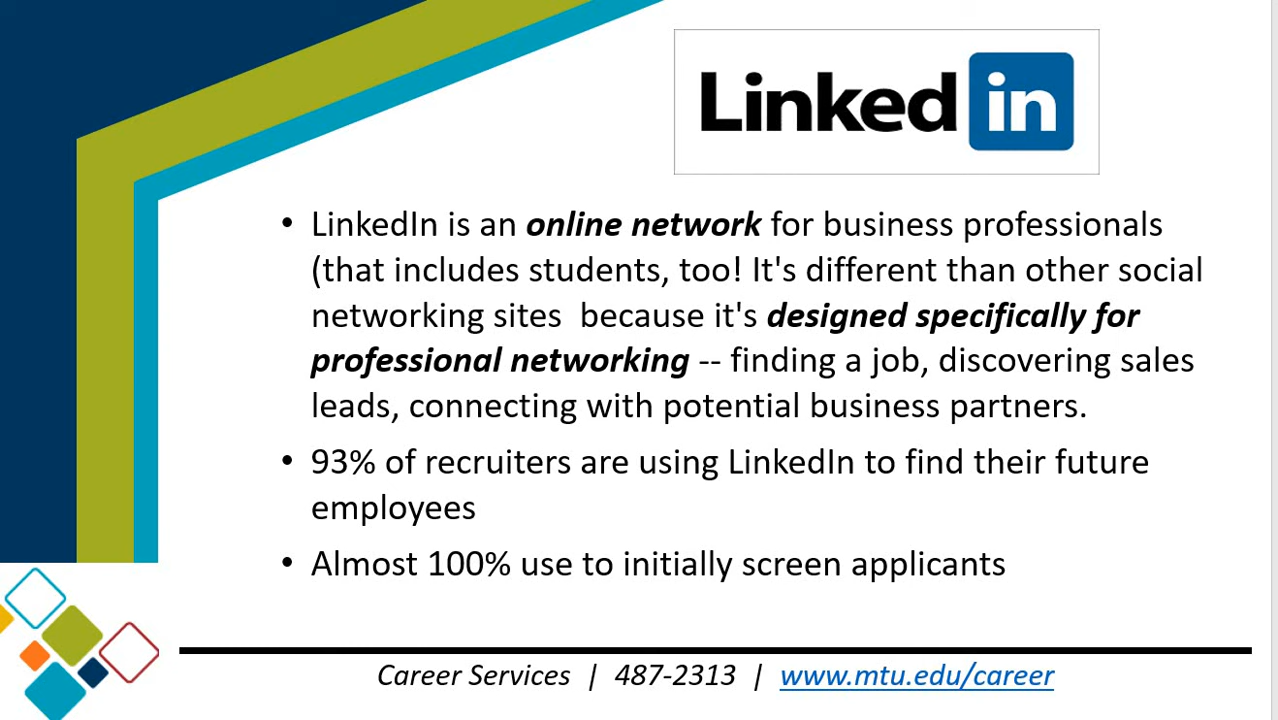 Linked in
• LinkedIn is an online network for business professionals
(that includes students, too! It's different than other social
networking sites  because it's designed specifically for
professional networking -- finding a job, discovering sales
leads, connecting with potential business partners.
• 93% of recruiters are using LinkedIn to find their future
employees
• Almost 100% use to initially screen applicants
Career Services | 487-2313 | www.mtu.edu/career